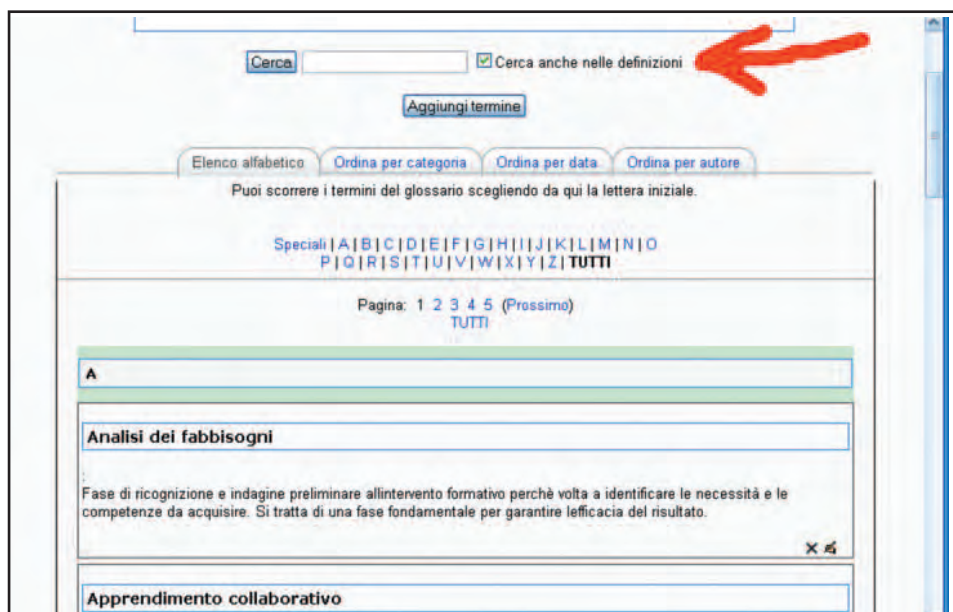 Cerca Cerca anche nelle definizioni
Aggiungi termine
Elenco alfabetico Ordina per categoria Ordina per data Ordina per autore
Puoi scorrere i termini del glossario scegliendo da qui la lettera iniziale.
Speciali | A | B | C | D | E | F | G | H | I | J | K | L | M | N | O
P | Q | R | S | T | U | V | W | X | Y | Z | TUTTI
Pagina: 1 2 3 4 5 (Prossimo)
TUTTI
A
Analisi dei fabbisogni
:
Fase di ricognizione e indagine preliminare allintervento formativo perchè volta a identificare le necessità e le
competenze da acquisire. Si tratta di una fase fondamentale per garantire lefficacia del risultato.
Apprendimento collaborativo